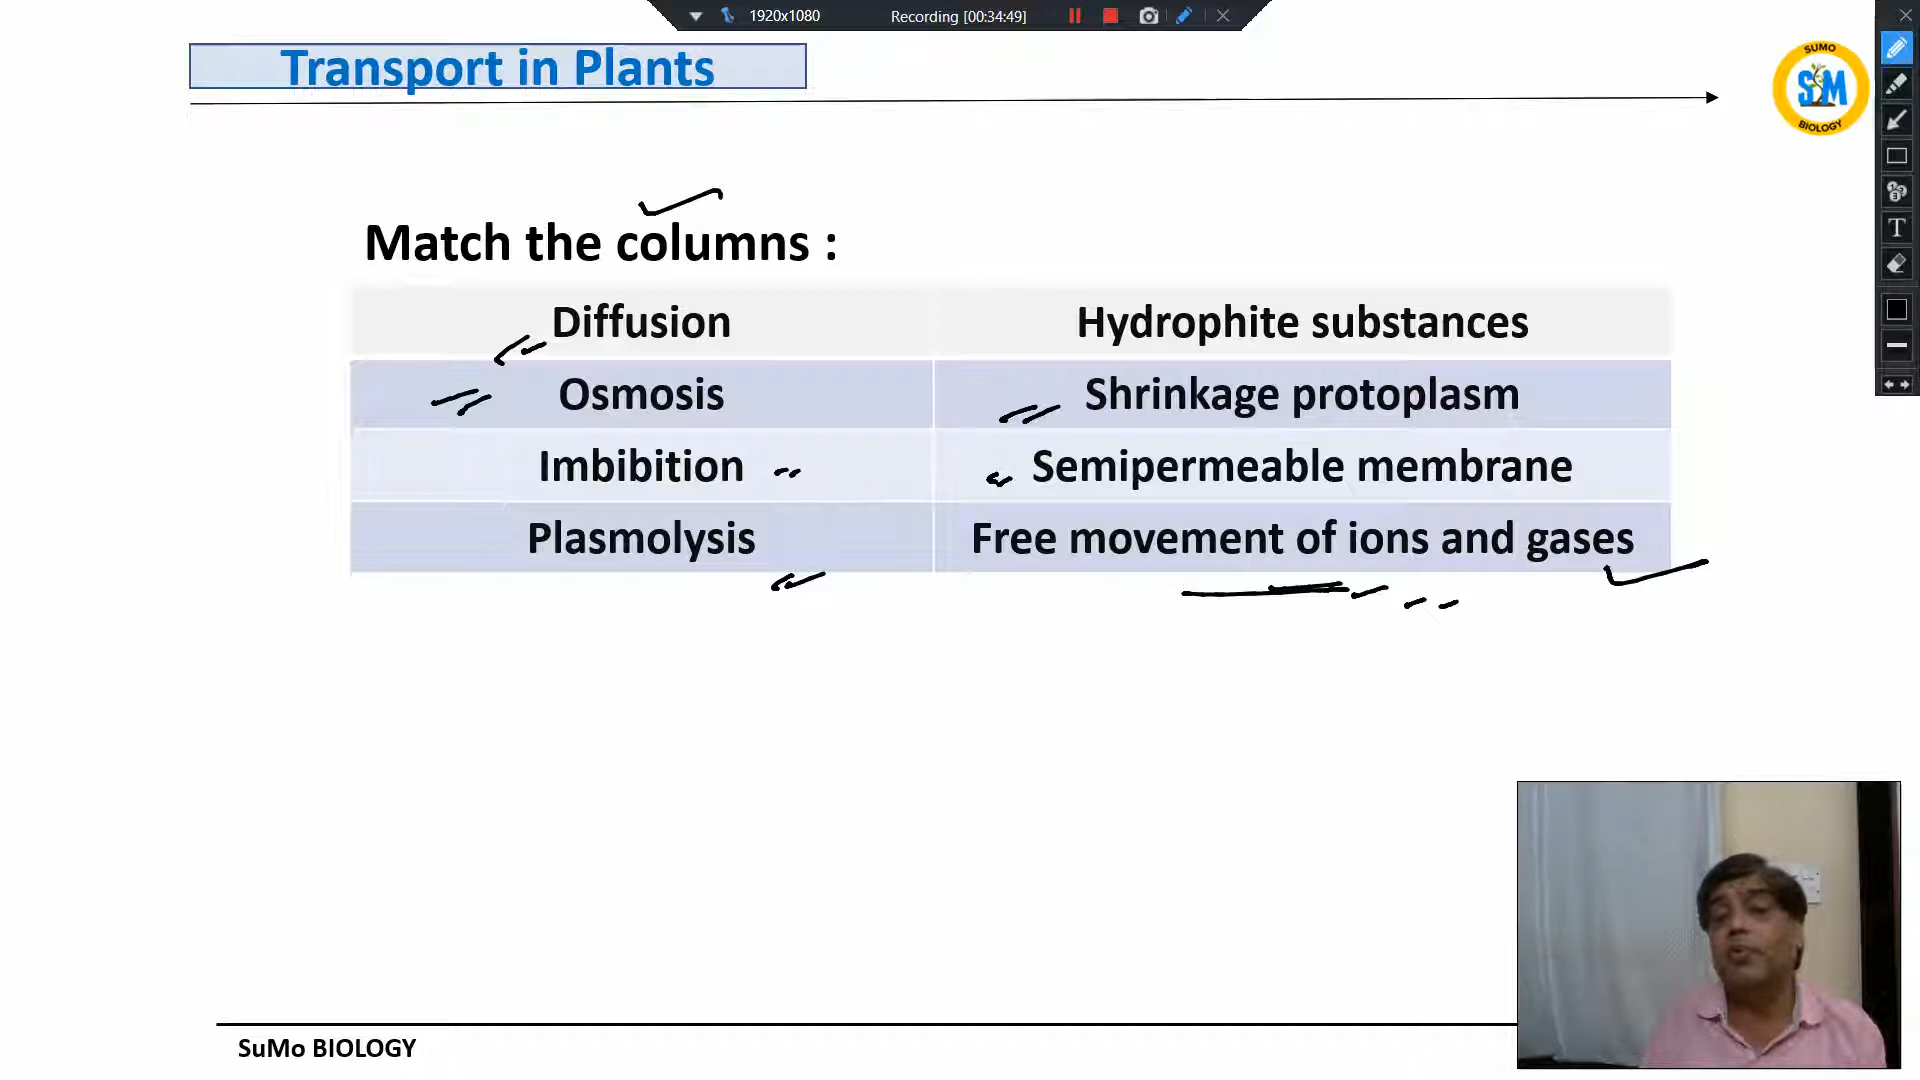 1920x1080 Recording [00:34:49]
Transport in Plants
SUMO
SM
BIOLOGY
T
Match the columns :
Diffusion Hydrophite substances
Osmosis Shrinkage protoplasm
Imbibition Semipermeable membrane
Plasmolysis Free movement of ions and gases
SuMo BIOLOGY